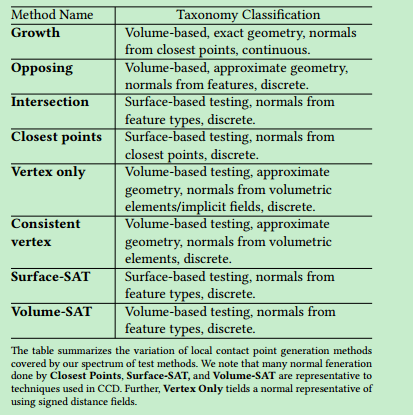 Method Name Taxonomy Classification
Growth Volume-based, exact geometry, normals
from closest points, continuous.
Opposing Volume-based, approximate geometry,
normals from features, discrete.
Intersection Surface-based testing, normals from
feature types, discrete.
Closest points Surface-based testing, normals from
closest points, discrete.
Vertex only Volume-based testing, approximate
geometry, normals from volumetric
elements/implicit fields, discrete.
Consistent Volume-based testing, approximate
vertex geometry, normals from volumetric
elements, discrete.
Surface-SAT Surface-based testing, normals from
feature types, discrete.
Volume-SAT Volume-based testing, normals from
feature types, discrete.
The table summarizes the variation of local contact point generation methods
covered by our spectrum of test methods. We note that many normal feneration
done by Closest Points, Surface-SAT, and Volume-SAT are representative to
techniques used in CCD. Further, Vertex Only tields a normal representative of
using signed distance fields.